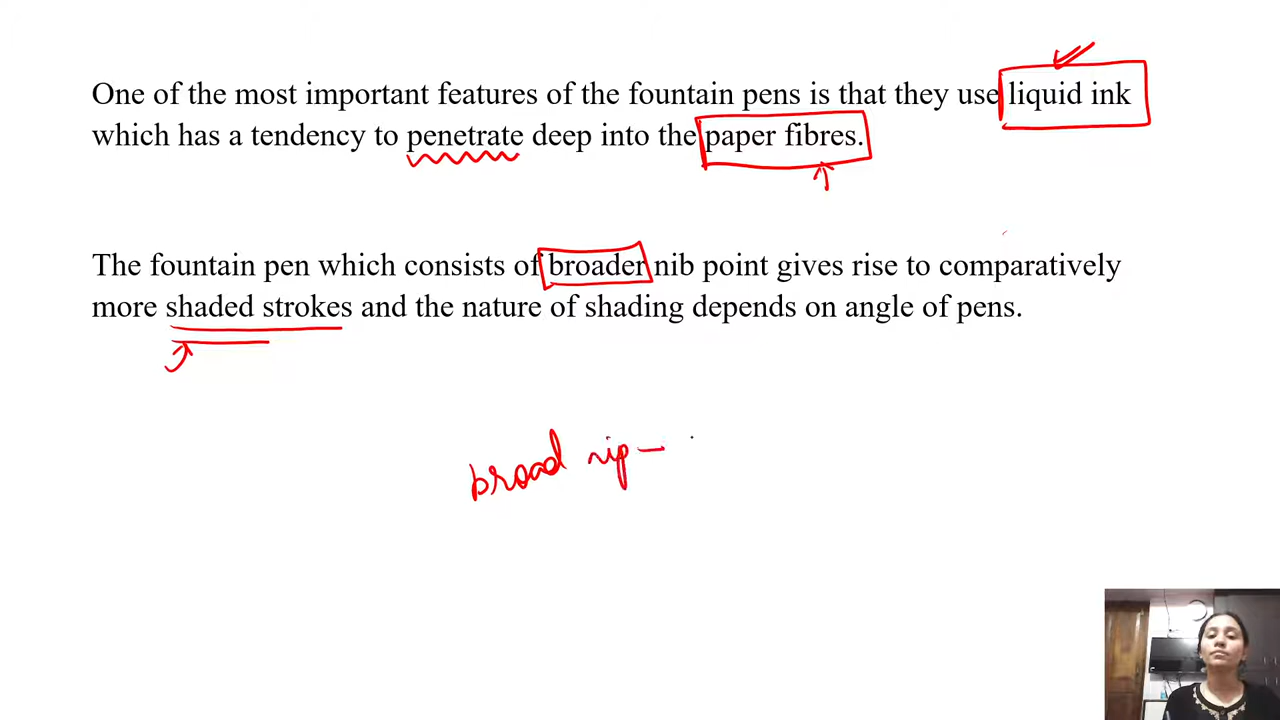 One of the most important features of the fountain pens is that they use liquid ink
which has a tendency to penetrate deep into the paper fibres.
The fountain pen which consists of broader nib point gives rise to comparatively
more shaded strokes and the nature of shading depends on angle of pens.
broad nip –